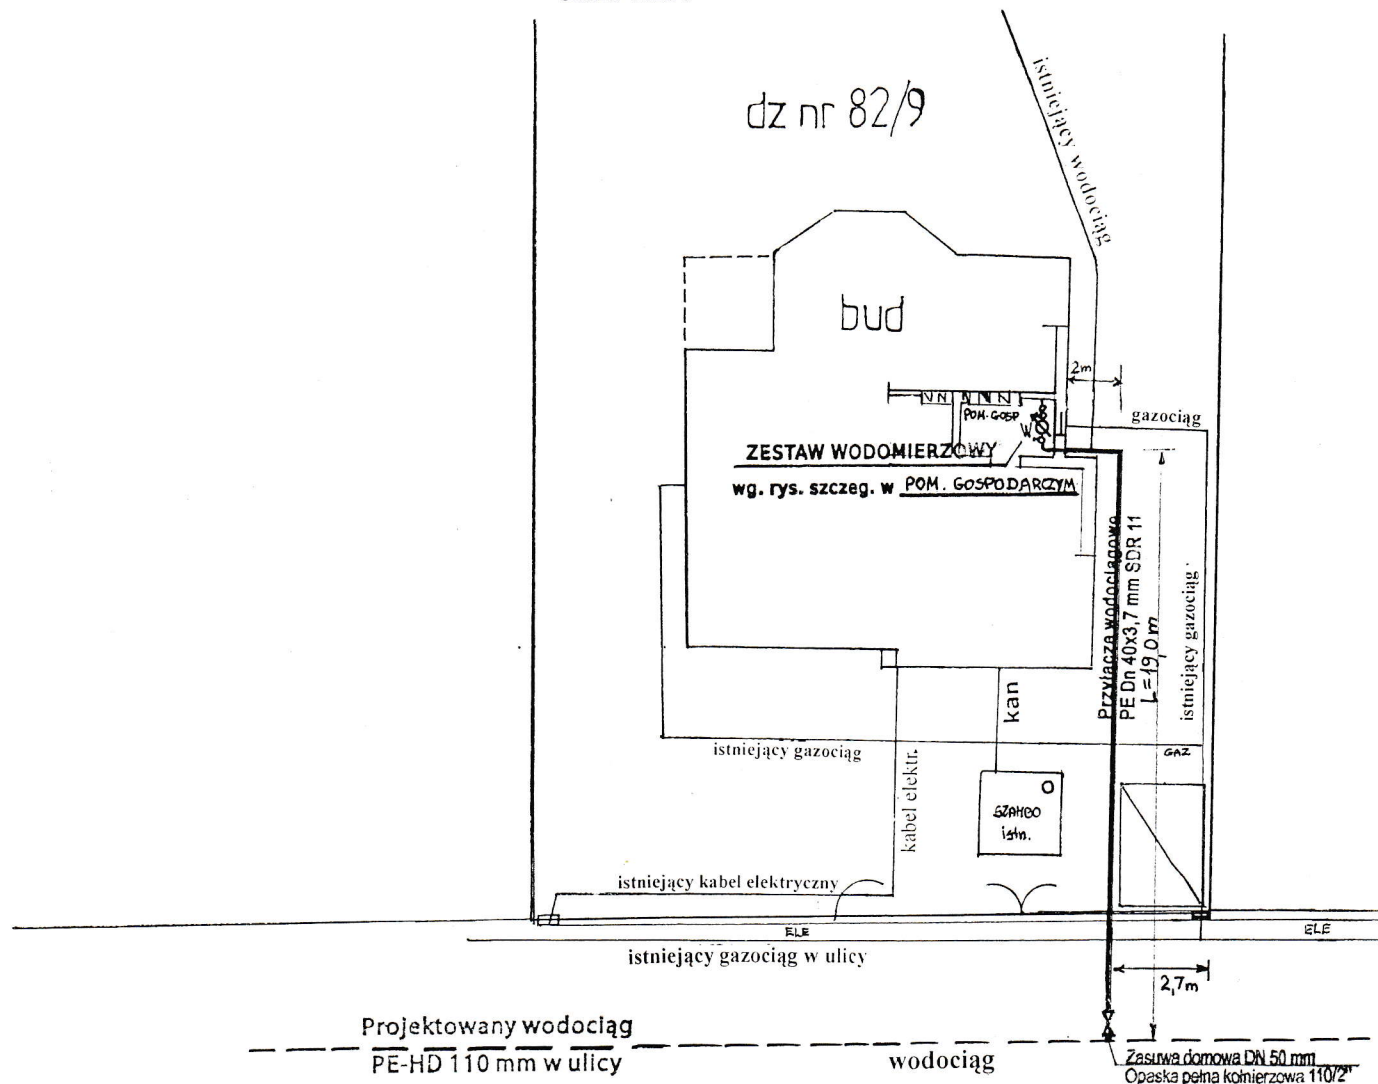 dz nr 82/9
istniejący wodociąg
bud
2m
gazociąg
POM. GOSP
W
ZESTAW WODOMIERZOWY
wg. rys. szczeg. w POM. GOSPODARCZYM
Przyłącze wodociągowe
PE Dn 40x3,7 mm SDR 11
L=19,0m
istniejący gazociąg
kan
istniejący gazociąg
GAZ
kabel elektr.
SZAMBO
istn.
istniejący kabel elektryczny
ELE
ELE
istniejący gazociąg w ulicy
2,7m
Projektowany wodociąg
PE-HD 110 mm w ulicy
wodociąg
Zasuwa domowa DN 50 mm
Opaska pełna kołnierzowa 110/2"